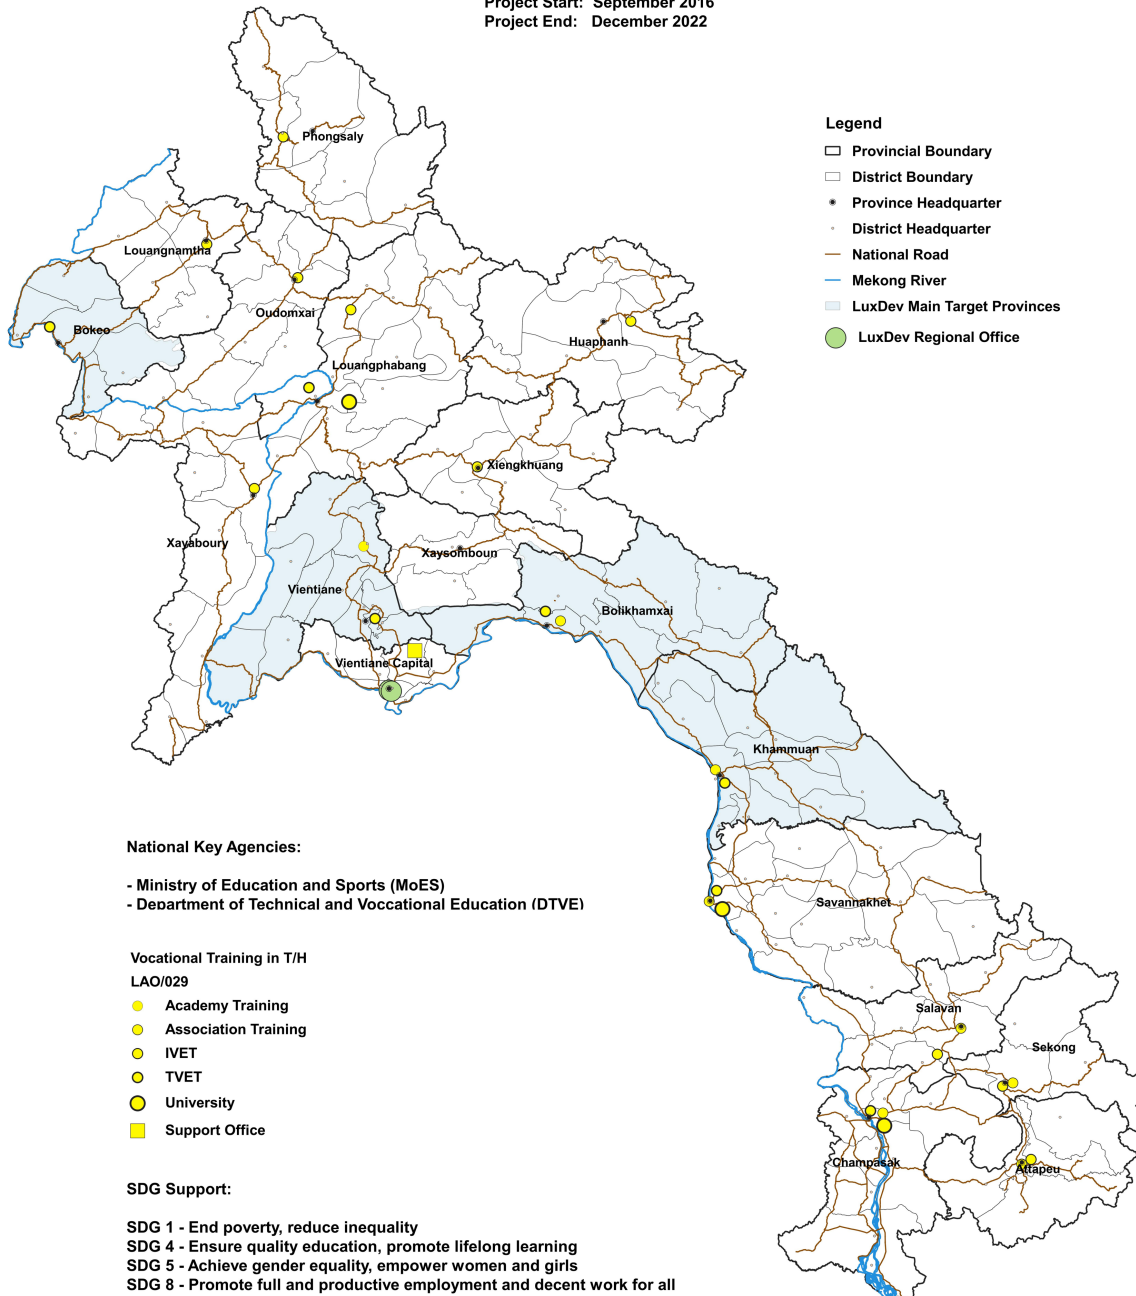 Project Start: September 2016
Project End: December 2022
Legend
Provincial Boundary
District Boundary
Province Headquarter
District Headquarter
National Road
Mekong River
LuxDev Main Target Provinces
LuxDev Regional Office
Phongsaly
Louangnamtha
Bokeo
Oudomxai
Huaphanh
Louangphabang
Xiengkhuang
Xayaboury
Xaysomboun
Vientiane
Bolikhamxai
Vientiane Capital
Khammuan
Savannakhet
Salavan
Sekong
Champasak
Attapeu
National Key Agencies:
- Ministry of Education and Sports (MoES)
- Department of Technical and Voccational Education (DTVE)
Vocational Training in T/H
LAO/029
Academy Training
Association Training
IVET
TVET
University
Support Office
SDG Support:
SDG 1 - End poverty, reduce inequality
SDG 4 - Ensure quality education, promote lifelong learning
SDG 5 - Achieve gender equality, empower women and girls
SDG 8 - Promote full and productive employment and decent work for all